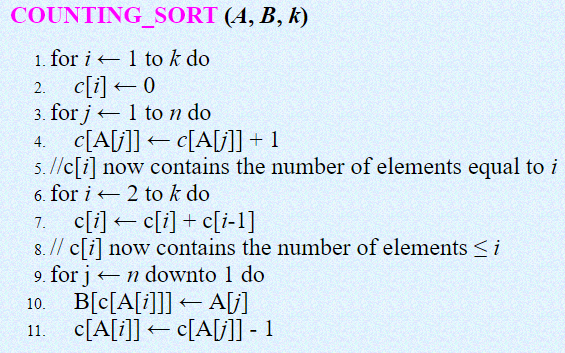 COUNTING_SORT (A, B, k)
1. for i ← 1 to k do
2. c[i] ← 0
3. for j ← 1 to n do
4. c[A[j]] ← c[A[j]] + 1
5. //c[i] now contains the number of elements equal to i
6. for i ← 2 to k do
7. c[i] ← c[i] + c[i-1]
8. // c[i] now contains the number of elements ≤ i
9. for j ← n downto 1 do
10. B[c[A[i]]] ← A[j]
11. c[A[i]] ← c[A[j]] - 1